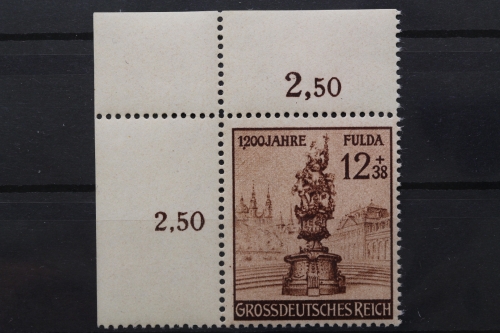 2,50
1200 JAHRE FULDA
12 + 38
2,50
GROSSDEUTSCHES REICH